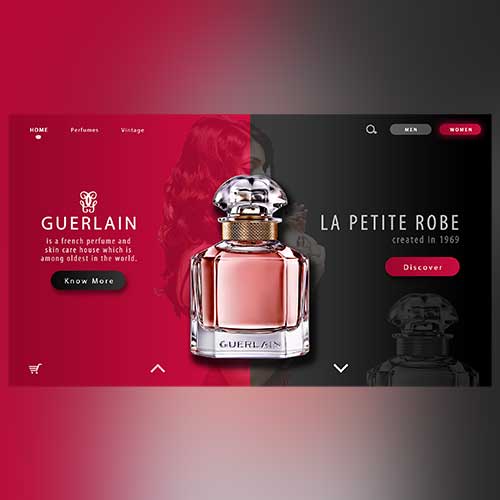 HOME
Perfumes
Vintage
MEN
WOMEN
GUERLAIN
is a french perfume and
skin care house which is
among oldest in the world.
Know More
LA PETITE ROBE
created in 1969
Discover
GUERLAIN